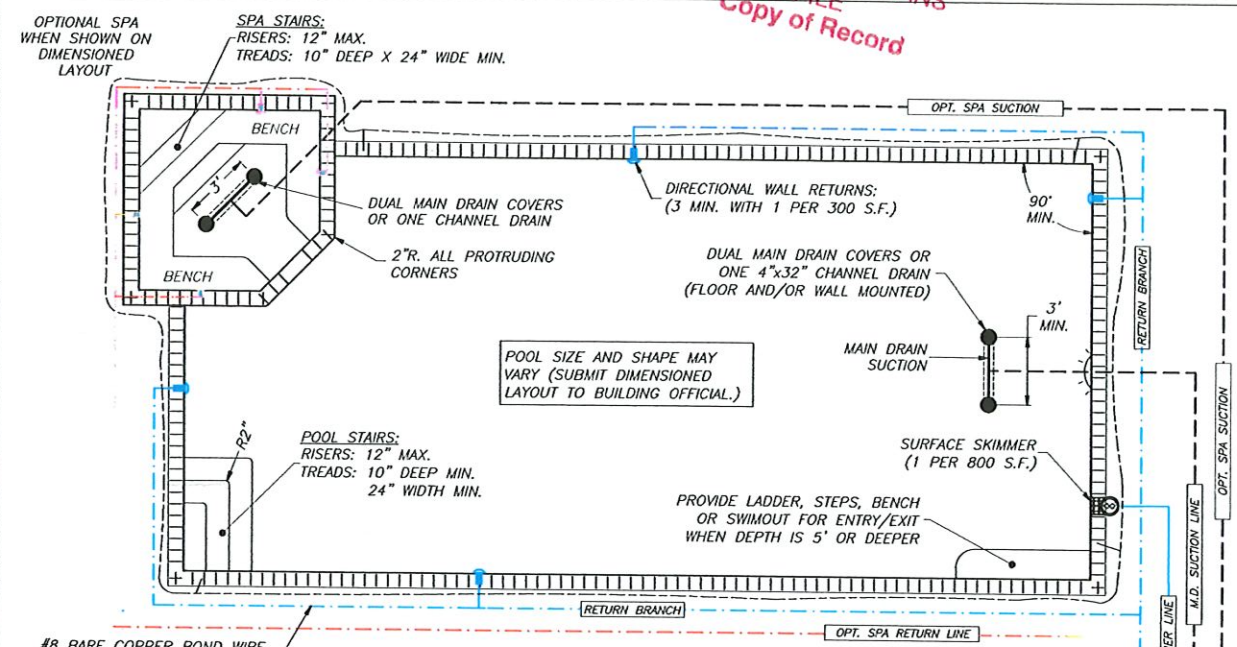 Copy of Record
OPTIONAL SPA
WHEN SHOWN ON
DIMENSIONED
LAYOUT
SPA STAIRS:
RISERS: 12" MAX.
TREADS: 10" DEEP X 24" WIDE MIN.
OPT. SPA SUCTION
BENCH
3'
DUAL MAIN DRAIN COVERS
OR ONE CHANNEL DRAIN
2"R. ALL PROTRUDING
CORNERS
BENCH
DIRECTIONAL WALL RETURNS:
(3 MIN. WITH 1 PER 300 S.F.)
90°
MIN.
DUAL MAIN DRAIN COVERS OR
ONE 4"x32" CHANNEL DRAIN
(FLOOR AND/OR WALL MOUNTED)
3'
MIN.
MAIN DRAIN
SUCTION
RETURN BRANCH
POOL SIZE AND SHAPE MAY
VARY (SUBMIT DIMENSIONED
LAYOUT TO BUILDING OFFICIAL.)
R2"
POOL STAIRS:
RISERS: 12" MAX.
TREADS: 10" DEEP MIN.
24" WIDTH MIN.
SURFACE SKIMMER
(1 PER 800 S.F.)
PROVIDE LADDER, STEPS, BENCH
OR SWIMOUT FOR ENTRY/EXIT
WHEN DEPTH IS 5' OR DEEPER
OPT. SPA SUCTION
M.D. SUCTION LINE
LINE
RETURN BRANCH
OPT. SPA RETURN LINE
#8 BARE COPPER BOND WIRE